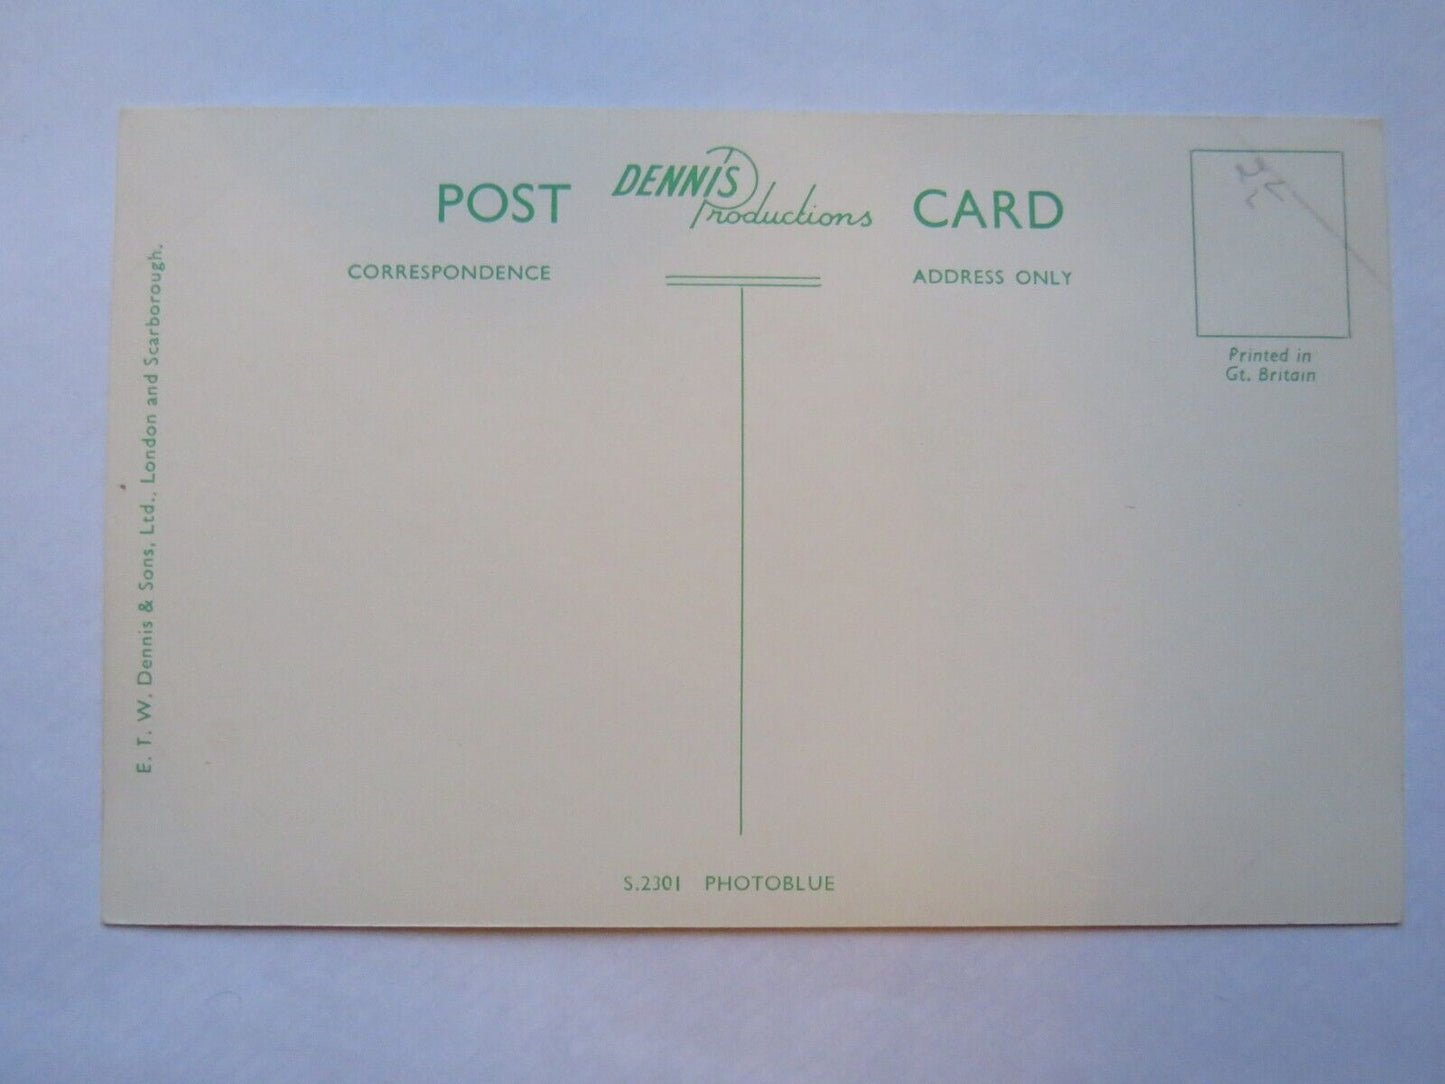 POST DENNIS Productions CARD
CORRESPONDENCE
ADDRESS ONLY
Printed in
Gt. Britain
E. T. W. Dennis & Sons, Ltd., London and Scarborough.
S.2301 PHOTOBLUE